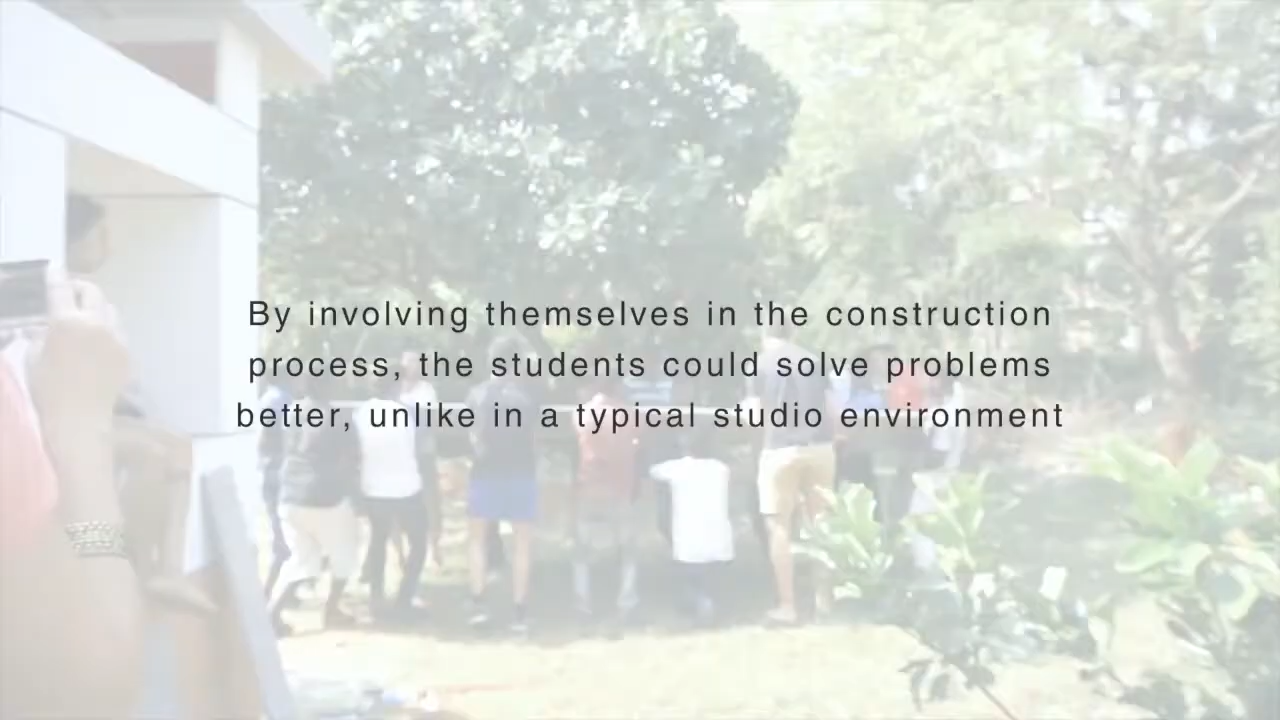 By involving themselves in the construction
process, the students could solve problems
better, unlike in a typical studio environment